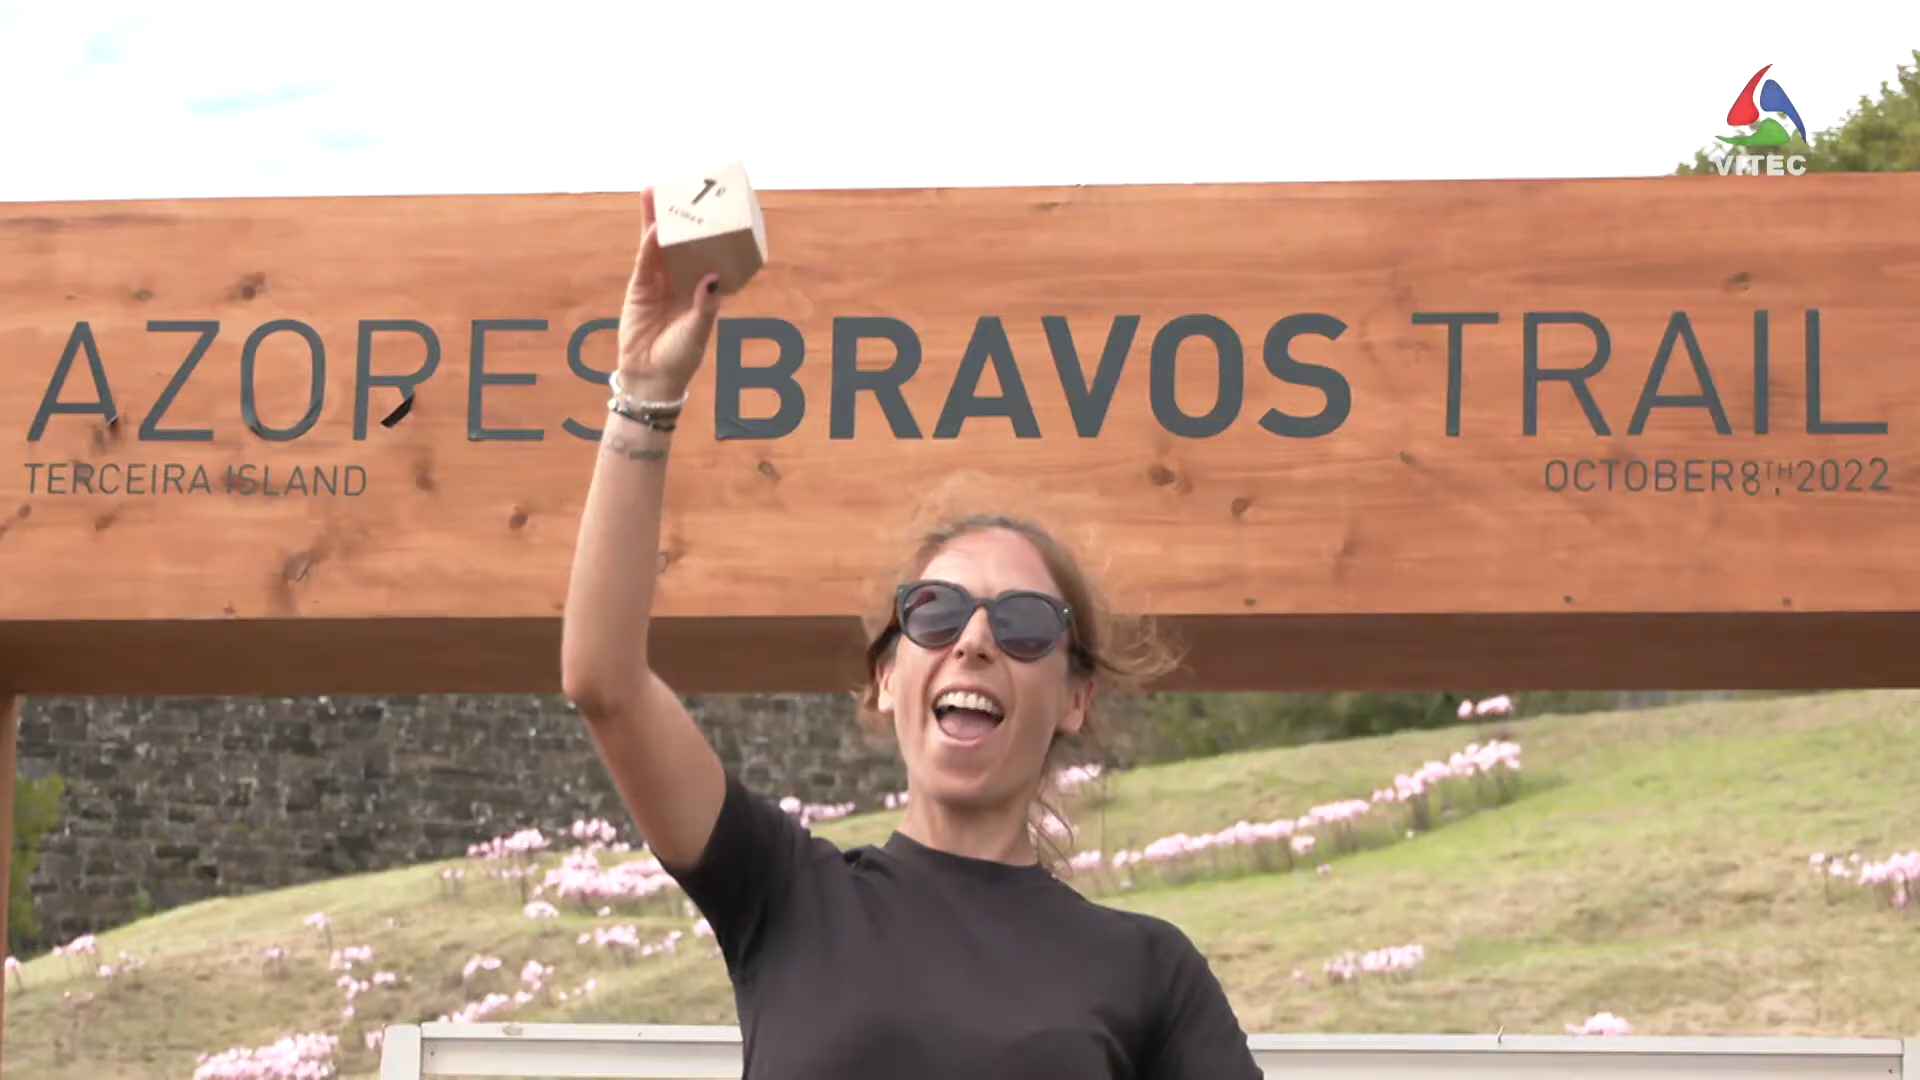 VITEC
1º
AZORES BRAVOS TRAIL
TERCEIRA ISLAND
OCTOBER 8TH, 2022